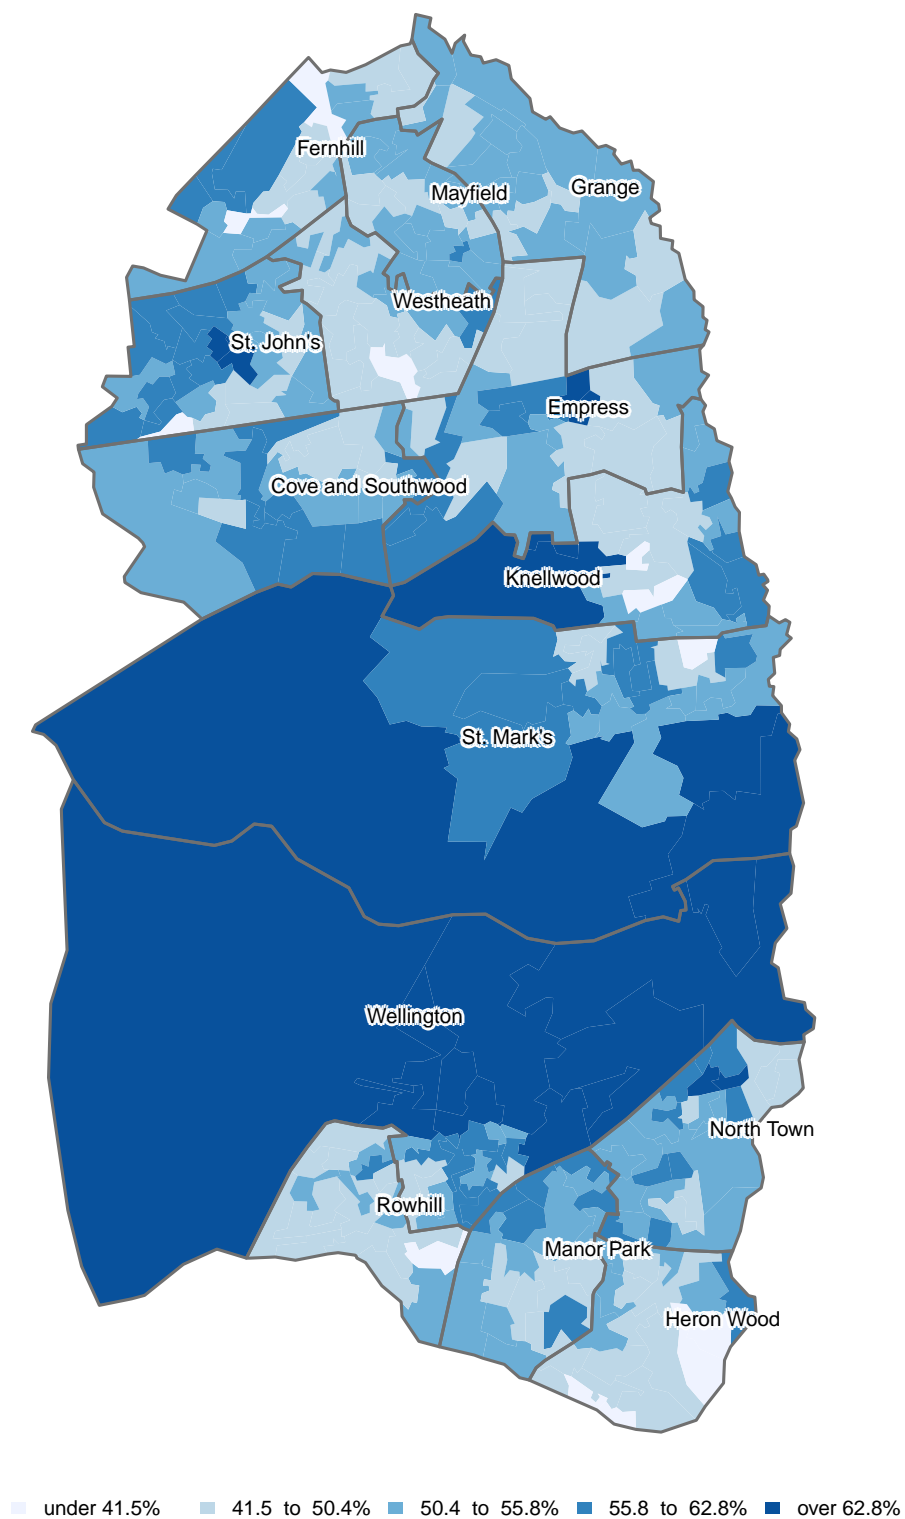 Fernhill
Mayfield
Grange
Westheath
St. John's
Empress
Cove and Southwood
Knellwood
St. Mark's
Wellington
North Town
Rowhill
Manor Park
Heron Wood
under 41.5% 41.5 to 50.4% 50.4 to 55.8% 55.8 to 62.8% over 62.8%